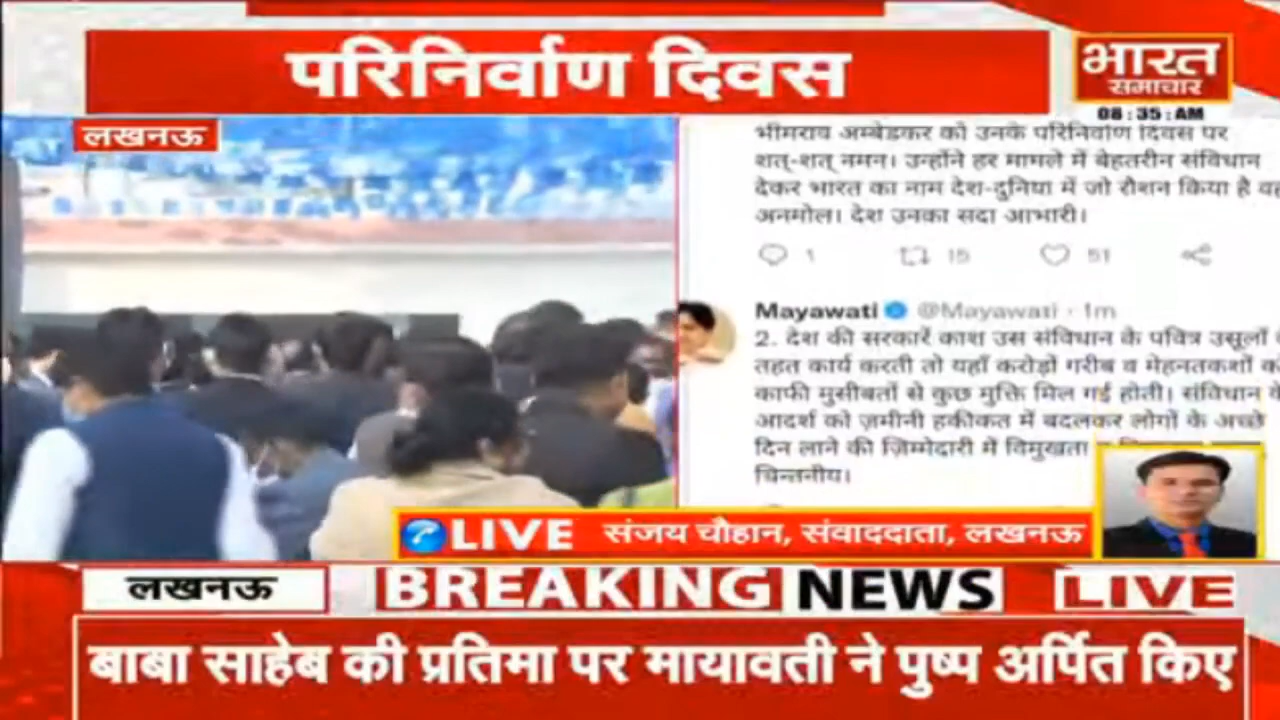 परिनिर्वाण दिवस
भारत
समाचार
08:35:AM
लखनऊ
भीमराव अम्बेडकर को उनके परिनिर्वाण दिवस पर
शत्-शत् नमन। उन्होंने हर मामले में बेहतरीन संविधान
देकर भारत का नाम देश-दुनिया में जो रौशन किया है वह
अनमोल। देश उनका सदा आभारी।
1 15 51
Mayawati @Mayawati · 1m
2. देश की सरकारें काश उस संविधान के पवित्र उसूलों
तहत कार्य करती तो यहाँ करोड़ों गरीब व मेहनतकशों को
काफी मुसीबतों से कुछ मुक्ति मिल गई होती। संविधान के
आदर्श को ज़मीनी हकीकत में बदलकर लोगों के अच्छे
दिन लाने की ज़िम्मेदारी में विमुखता
चिन्तनीय।
LIVE संजय चौहान, संवाददाता, लखनऊ
लखनऊ BREAKING NEWS LIVE
बाबा साहेब की प्रतिमा पर मायावती ने पुष्प अर्पित किए